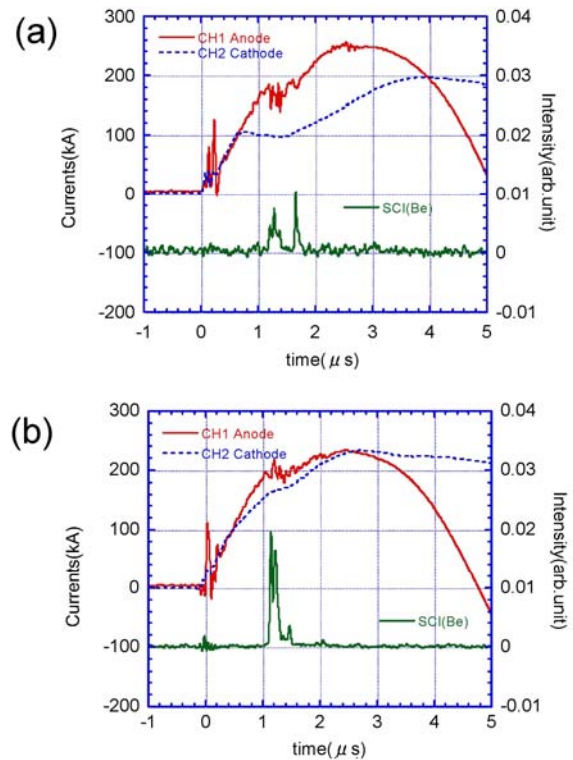 (a)
300
200
100
0
-100
-200
Currents(kA)
CH1 Anode
CH2 Cathode
SCI(Be)
0.04
0.03
0.02
0.01
0
-0.01
Intensity(arb.unit)
-1 0 1 2 3 4 5
time(μs)
(b)
300
200
100
0
-100
-200
Currrents(kA)
CH1 Anode
CH2 Cathode
SCI(Be)
0.04
0.03
0.02
0.01
0
-0.01
Intensity(arb.unit)
-1 0 1 2 3 4 5
time(μs)